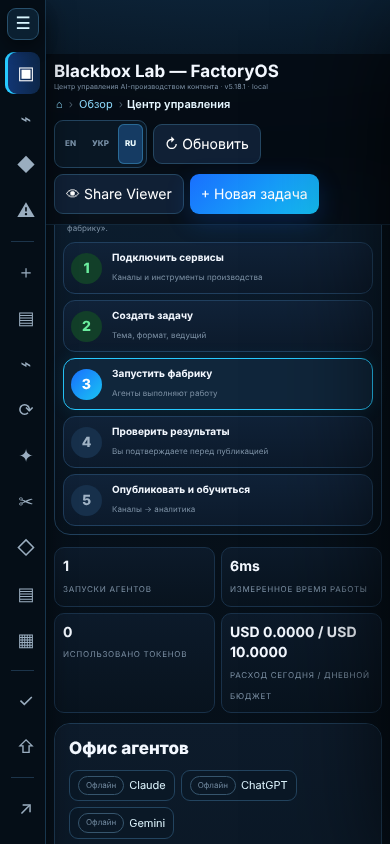 Blackbox Lab — FactoryOS
Центр управления AI-производством контента · v5.18.1 · local
Обзор › Центр управления
EN УКР RU Обновить
Share Viewer + Новая задача
фабрику».
1 Подключить сервисы
Каналы и инструменты производства
2 Создать задачу
Тема, формат, ведущий
3 Запустить фабрику
Агенты выполняют работу
4 Проверить результаты
Вы подтверждаете перед публикацией
5 Опубликовать и обучиться
Каналы → аналитика
1
ЗАПУСКИ АГЕНТОВ
6ms
ИЗМЕРЕННОЕ ВРЕМЯ РАБОТЫ
0
ИСПОЛЬЗОВАНО ТОКЕНОВ
USD 0.0000 / USD
10.0000
РАСХОД СЕГОДНЯ / ДНЕВНОЙ
БЮДЖЕТ
Офис агентов
Офлайн Claude Офлайн ChatGPT
Офлайн Gemini